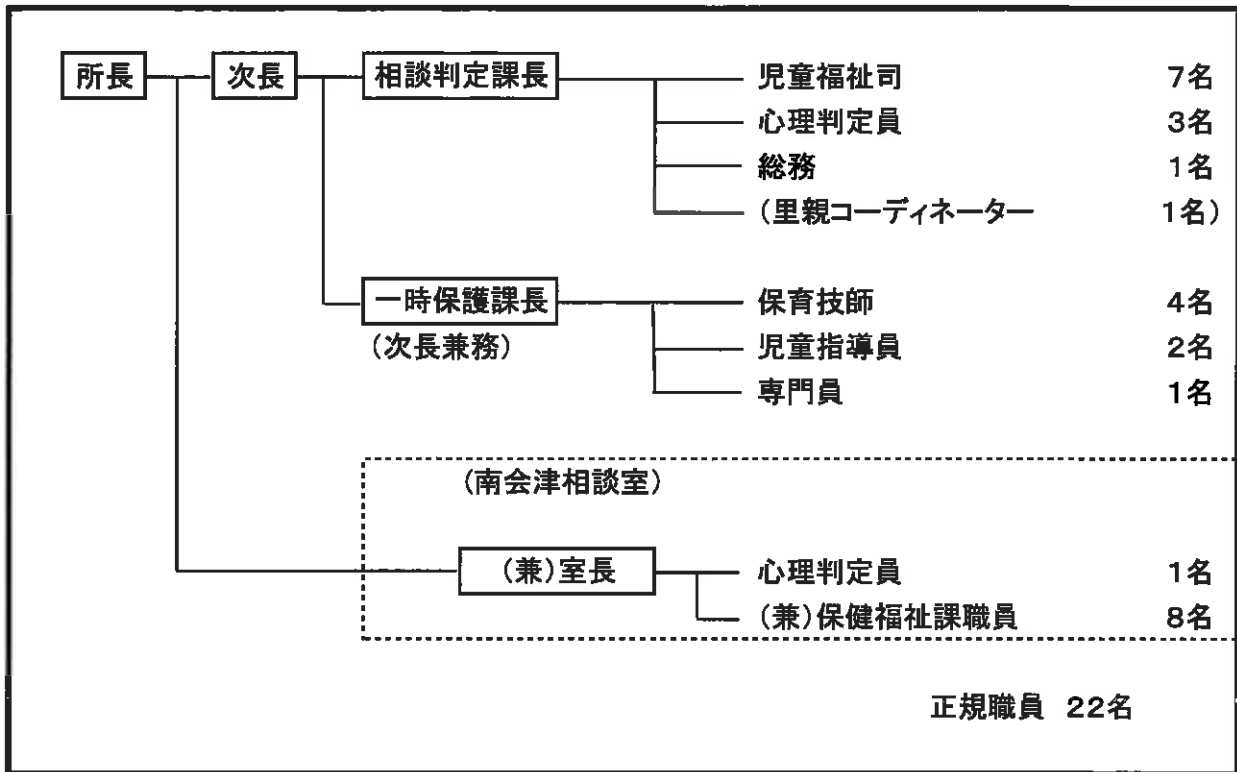 所長 次長 相談判定課長 児童福祉司 7名
心理判定員 3名
総務 1名
(里親コーディネーター 1名)
一時保護課長 保育技師 4名
(次長兼務) 児童指導員 2名
専門員 1名
(南会津相談室)
(兼)室長 心理判定員 1名
(兼)保健福祉課職員 8名
正規職員 22名